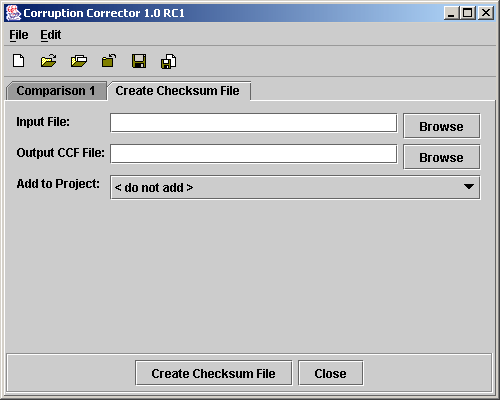 Corruption Corrector 1.0 RC1
File Edit
Comparison 1 Create Checksum File
Input File: Browse
Output CCF File: Browse
Add to Project: < do not add >
Create Checksum File Close